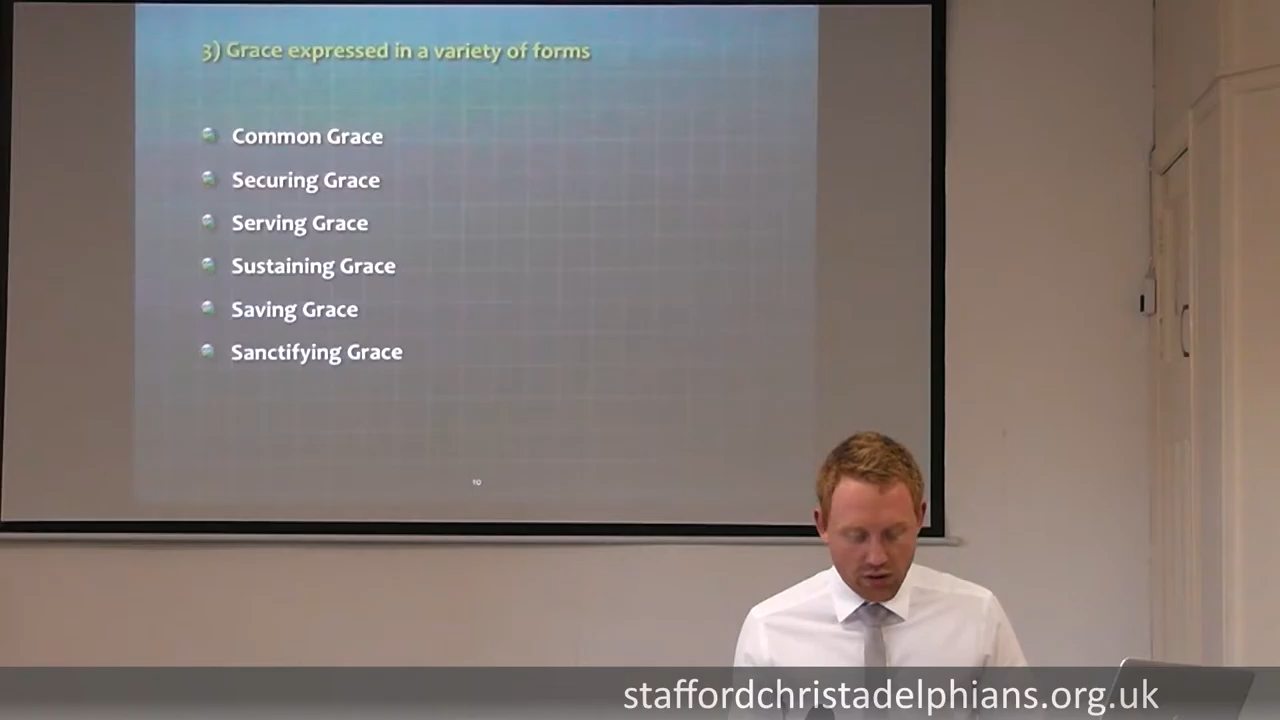 3) Grace expressed in a variety of forms
Common Grace
Securing Grace
Serving Grace
Sustaining Grace
Saving Grace
Sanctifying Grace
10
staffordchristadelphians.org.uk